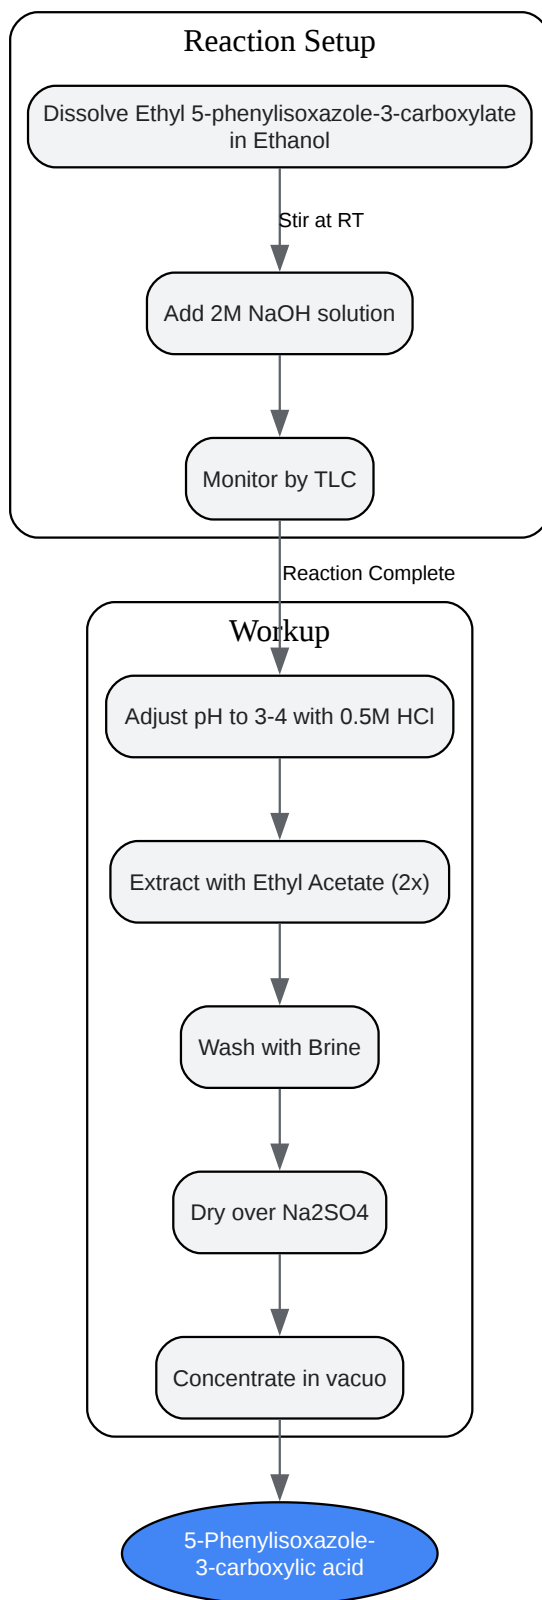 Reaction Setup
Dissolve Ethyl 5-phenylisoxazole-3-carboxylate
in Ethanol
Stir at RT
Add 2M NaOH solution
Monitor by TLC
Reaction Complete
Workup
Adjust pH to 3-4 with 0.5M HCl
Extract with Ethyl Acetate (2x)
Wash with Brine
Dry over Na2SO4
Concentrate in vacuo
5-Phenylisoxazole-
3-carboxylic acid